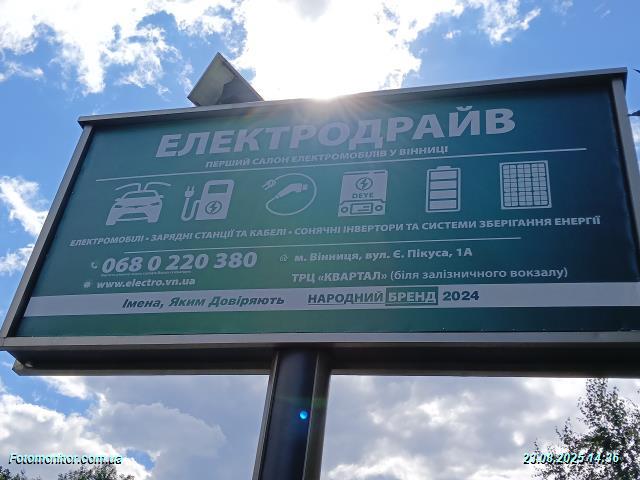 ЕЛЕКТРОДРАЙВ
ПЕРШИЙ САЛОН ЕЛЕКТРОМОБІЛІВ У ВІННИЦІ
DEYE
ЕЛЕКТРОМОБІЛІ • ЗАРЯДНІ СТАНЦІЇ ТА КАБЕЛІ • СОНЯЧНІ ІНВЕРТОРИ ТА СИСТЕМИ ЗБЕРІГАННЯ ЕНЕРГІЇ
068 0 220 380
www.electro.vn.ua
м. Вінниця, вул. Є. Пікуса, 1А
ТРЦ «КВАРТАЛ» (біля залізничного вокзалу)
Імена, Яким Довіряють НАРОДНИЙ БРЕНД 2024
Fotomonitor.com.ua
23.08.2025 14:36